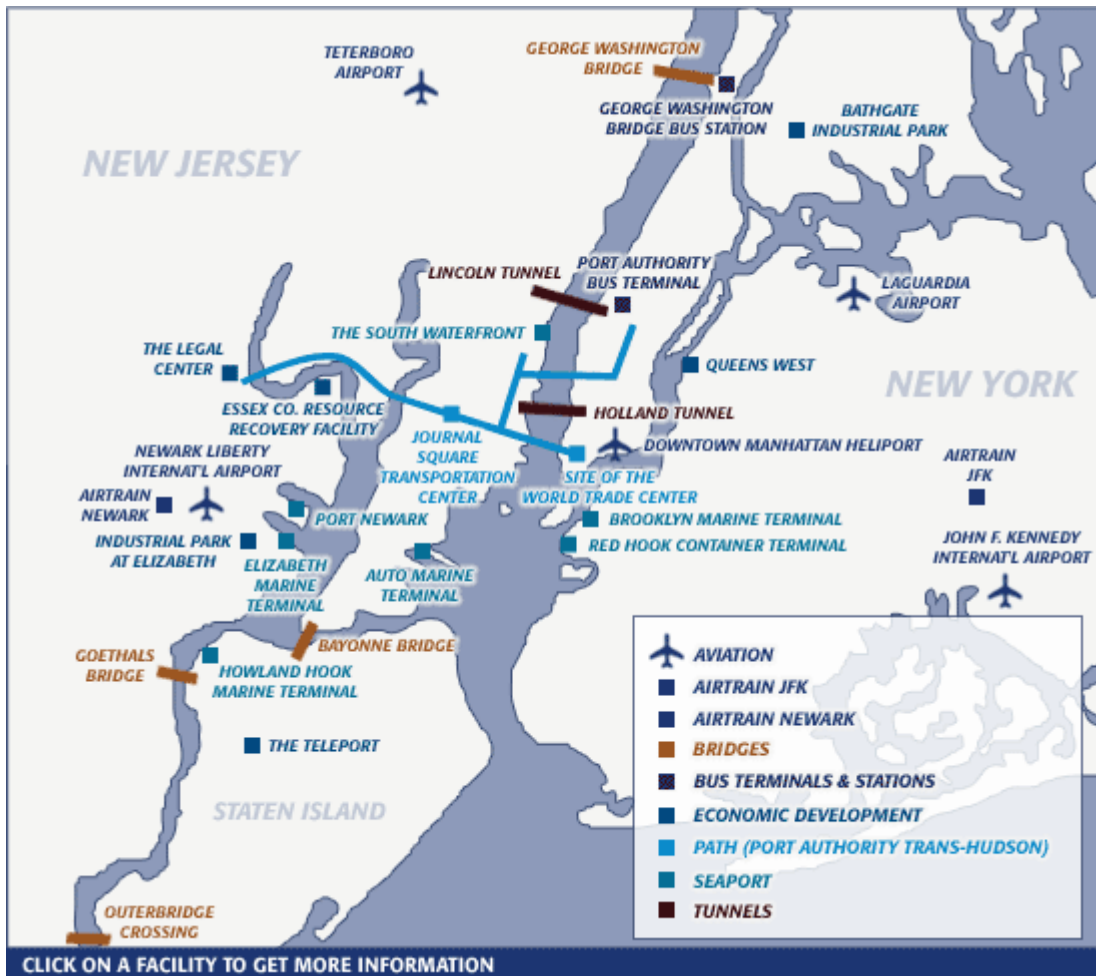 TETERBORO
AIRPORT
GEORGE WASHINGTON
BRIDGE
GEORGE WASHINGTON
BRIDGE BUS STATION
BATHGATE
INDUSTRIAL PARK
NEW JERSEY
LINCOLN TUNNEL
PORT AUTHORITY
BUS TERMINAL
LAGUARDIA
AIRPORT
THE SOUTH WATERFRONT
THE LEGAL
CENTER
QUEENS WEST
NEW YORK
ESSEX CO. RESOURCE
RECOVERY FACILITY
HOLLAND TUNNEL
JOURNAL
SQUARE
TRANSPORTATION
CENTER
DOWNTOWN MANHATTAN HELIPORT
NEWARK LIBERTY
INTERNAT'L AIRPORT
AIRTRAIN
JFK
SITE OF THE
WORLD TRADE CENTER
AIRTRAIN
NEWARK
PORT NEWARK
BROOKLYN MARINE TERMINAL
INDUSTRIAL PARK
AT ELIZABETH
RED HOOK CONTAINER TERMINAL
JOHN F. KENNEDY
INTERNAT'L AIRPORT
ELIZABETH
MARINE
TERMINAL
AUTO MARINE
TERMINAL
BAYONNE BRIDGE
GOETHALS
BRIDGE
HOWLAND HOOK
MARINE TERMINAL
THE TELEPORT
STATEN ISLAND
OUTERBRIDGE
CROSSING
AVIATION
AIRTRAIN JFK
AIRTRAIN NEWARK
BRIDGES
BUS TERMINALS & STATIONS
ECONOMIC DEVELOPMENT
PATH (PORT AUTHORITY TRANS-HUDSON)
SEAPORT
TUNNELS
CLICK ON A FACILITY TO GET MORE INFORMATION